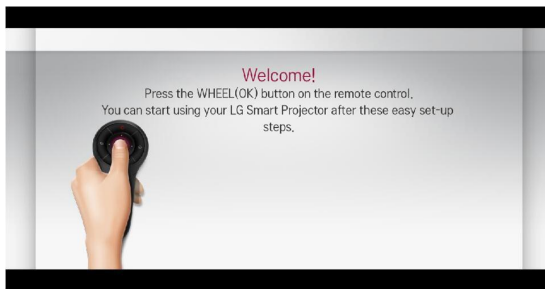 Welcome!
Press the WHEEL(OK) button on the remote control.
You can start using your LG Smart Projector after these easy set-up
steps.